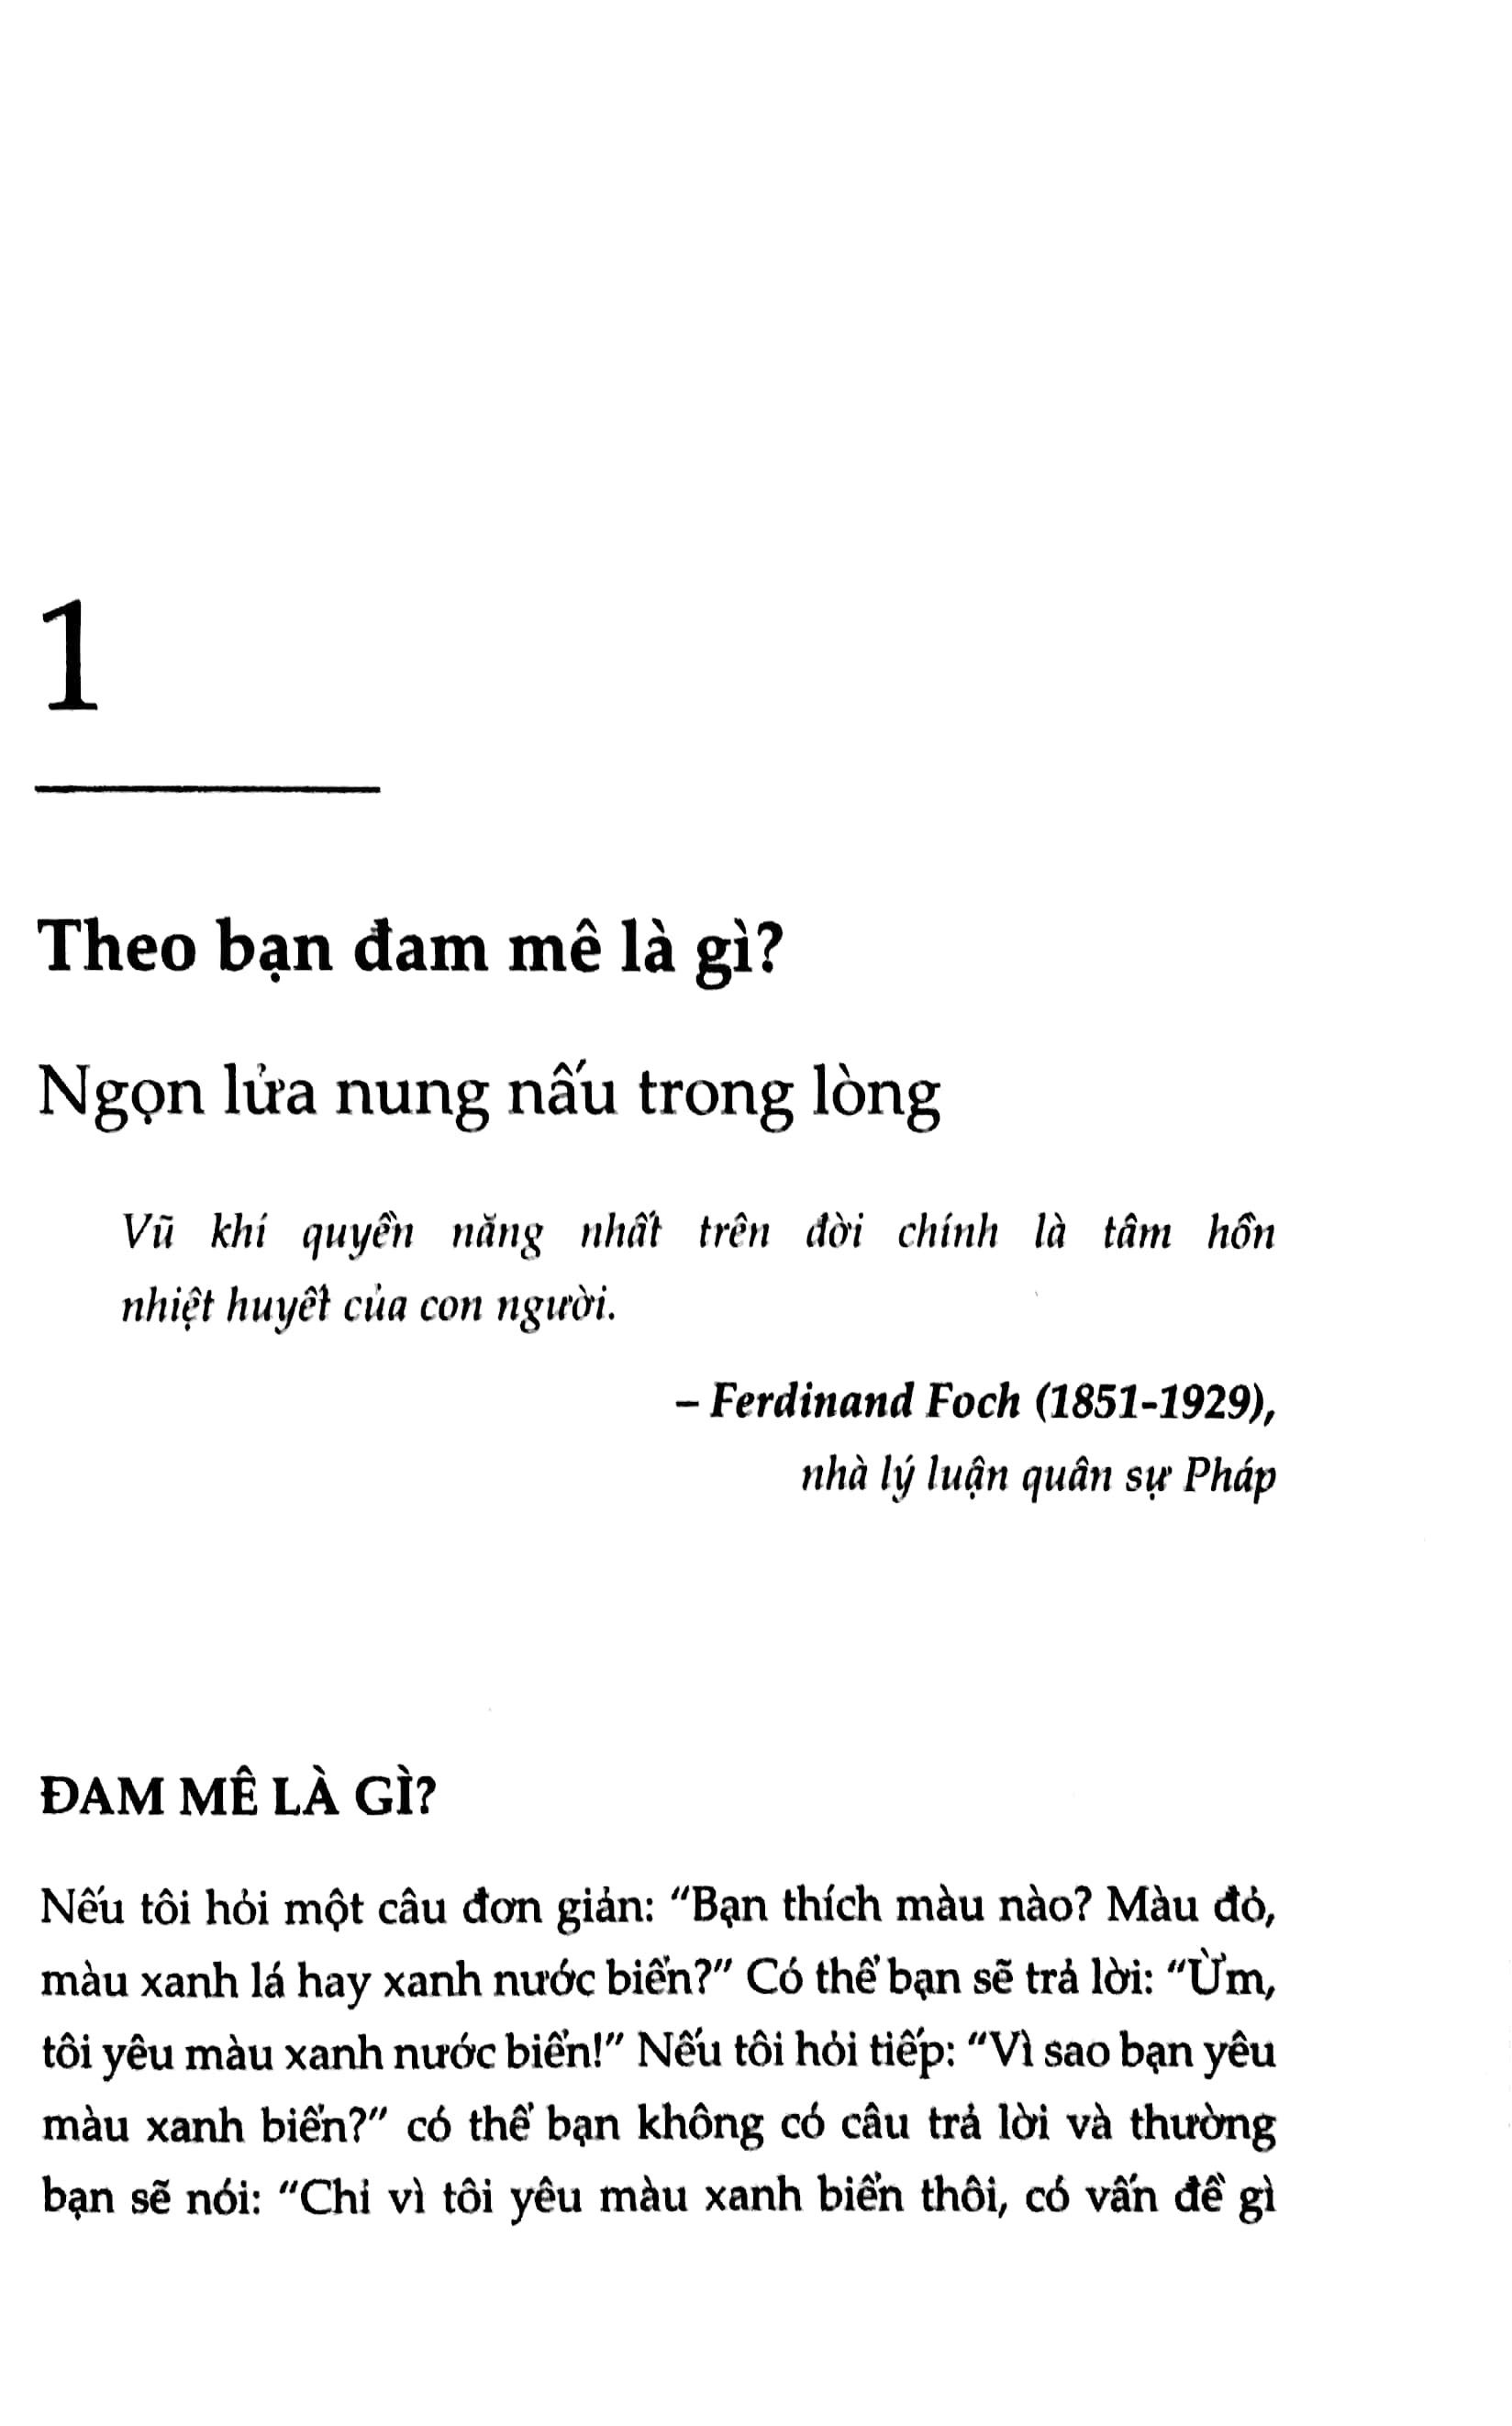 1
Theo bạn đam mê là gì?
Ngọn lửa nung nấu trong lòng
Vũ khí quyền năng nhất trên đời chính là tâm hồn
nhiệt huyết của con người.
– Ferdinand Foch (1851-1929),
nhà lý luận quân sự Pháp
ĐAM MÊ LÀ GÌ?
Nếu tôi hỏi một câu đơn giản: “Bạn thích màu nào? Màu đỏ,
màu xanh lá hay xanh nước biển?” Có thể bạn sẽ trả lời: “Ừm,
tôi yêu màu xanh nước biển!” Nếu tôi hỏi tiếp: “Vì sao bạn yêu
màu xanh biển?” có thể bạn không có câu trả lời và thường
bạn sẽ nói: “Chỉ vì tôi yêu màu xanh biển thôi, có vấn đề gì